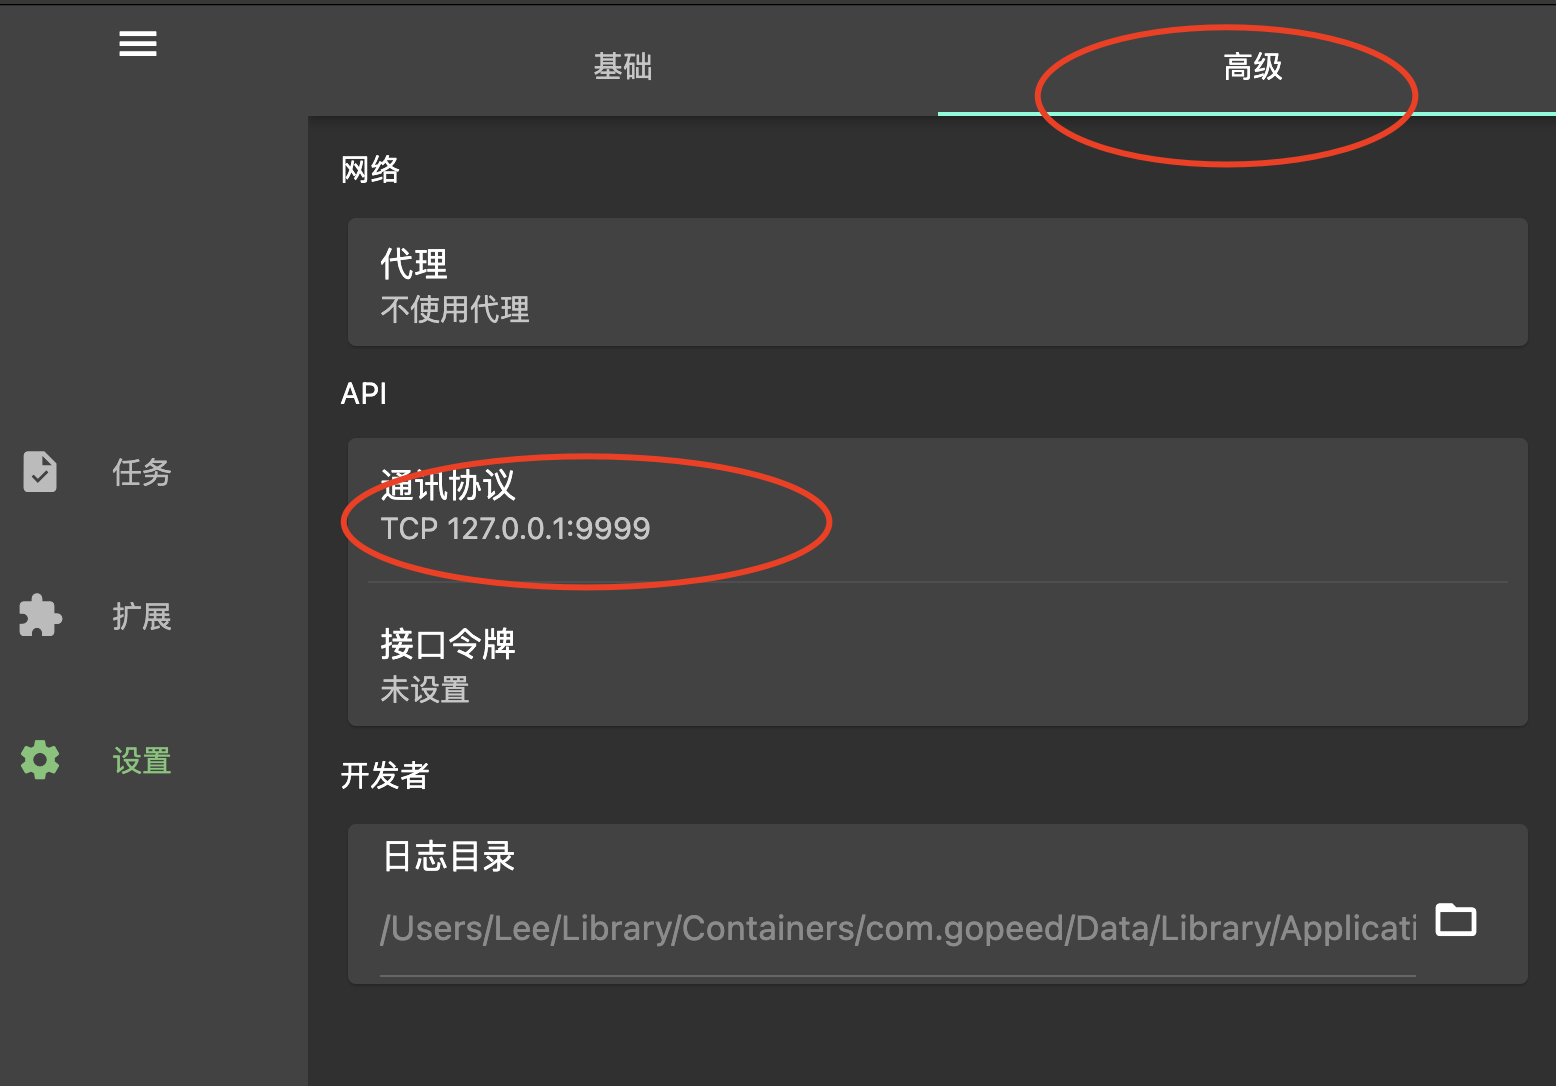 基础
高级
网络
代理
不使用代理
API
通讯协议
TCP 127.0.0.1:9999
任务
扩展
接口令牌
未设置
设置
开发者
日志目录
/Users/Lee/Library/Containers/com.gopeed/Data/Library/Applicati